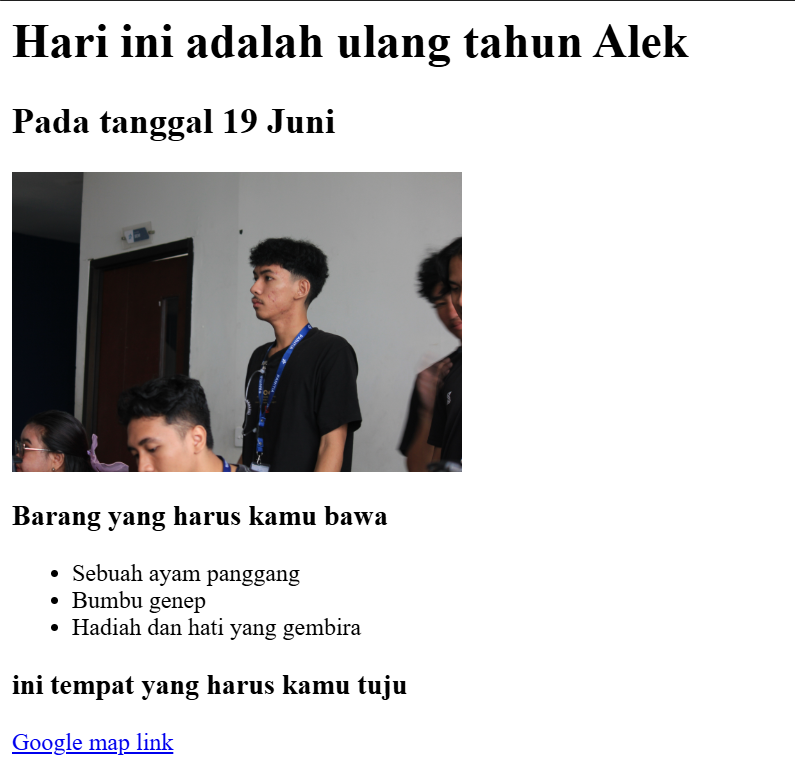 Hari ini adalah ulang tahun Alek
Pada tanggal 19 Juni
Barang yang harus kamu bawa
Sebuah ayam panggang
Bumbu genep
Hadiah dan hati yang gembira
ini tempat yang harus kamu tuju
Google map link